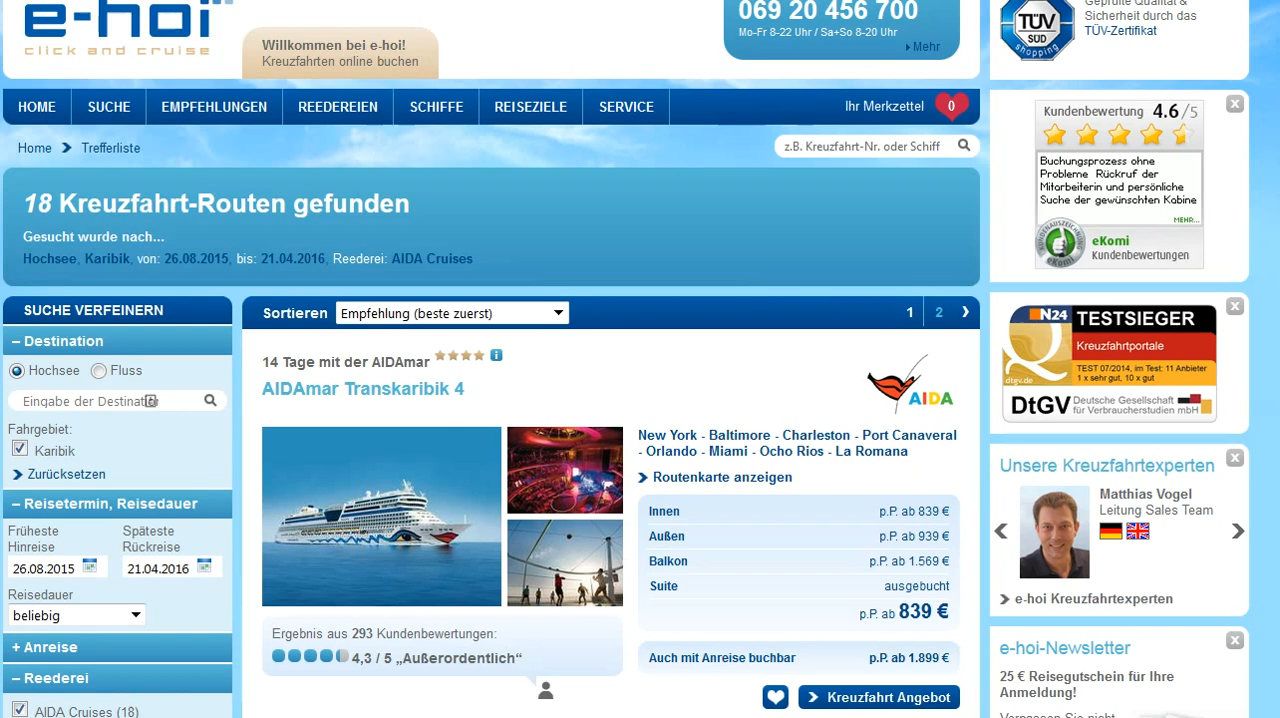 e-hoi
click and cruise
Willkommen bei e-hoi!
Kreuzfahrten online buchen
069 20 456 700
Mo-Fr 8-22 Uhr / Sa+So 8-20 Uhr
Mehr
Geprüfte Qualität &
Sicherheit durch das
TÜV-Zertifikat
TÜV
SÜD
shopping
HOME
SUCHE
EMPFEHLUNGEN
REEDEREIEN
SCHIFFE
REISEZIELE
SERVICE
Ihr Merkzettel
0
Home
Trefferliste
z.B. Kreuzfahrt-Nr. oder Schiff
18 Kreuzfahrt-Routen gefunden
Gesucht wurde nach...
Hochsee, Karibik, von: 26.08.2015, bis: 21.04.2016, Reederei: AIDA Cruises
SUCHE VERFEINERN
– Destination
Hochsee
Fluss
Eingabe der Destinatio
Fahrgebiet:
Karibik
Zurücksetzen
– Reisetermin, Reisedauer
Früheste
Hinreise
Späteste
Rückreise
26.08.2015
21.04.2016
Reisedauer
beliebig
+ Anreise
– Reederei
AIDA Cruises (18)
Sortieren
Empfehlung (beste zuerst)
1
2
14 Tage mit der AIDAmar
AIDAmar Transkaribik 4
AIDA
New York - Baltimore - Charleston - Port Canaveral
- Orlando - Miami - Ocho Rios - La Romana
Routenkarte anzeigen
Innen p.P. ab 839 €
Außen p.P. ab 939 €
Balkon p.P. ab 1.569 €
Suite ausgebucht
p.P. ab 839 €
Auch mit Anreise buchbar p.P. ab 1.899 €
Kreuzfahrt Angebot
Ergebnis aus 293 Kundenbewertungen:
4,3 / 5 „Außerordentlich“
Kundenbewertung 4.6/5
Buchungsprozess ohne
Probleme Rückruf der
Mitarbeiterin und persönliche
Suche der gewünschten Kabine
MEHR...
KUNDENAUSZEICHNUNG
eKomi
eKomi
Kundenbewertungen
N24
TESTSIEGER
Kreuzfahrtportale
TEST 07/2014, im Test: 11 Anbieter
1 x sehr gut, 10 x gut
dtgv.de
DtGV
Deutsche Gesellschaft
für Verbraucherstudien mbH
Unsere Kreuzfahrtexperten
Matthias Vogel
Leitung Sales Team
e-hoi Kreuzfahrtexperten
e-hoi-Newsletter
25 € Reisegutschein für Ihre
Anmeldung!
Verpassen Sie nicht